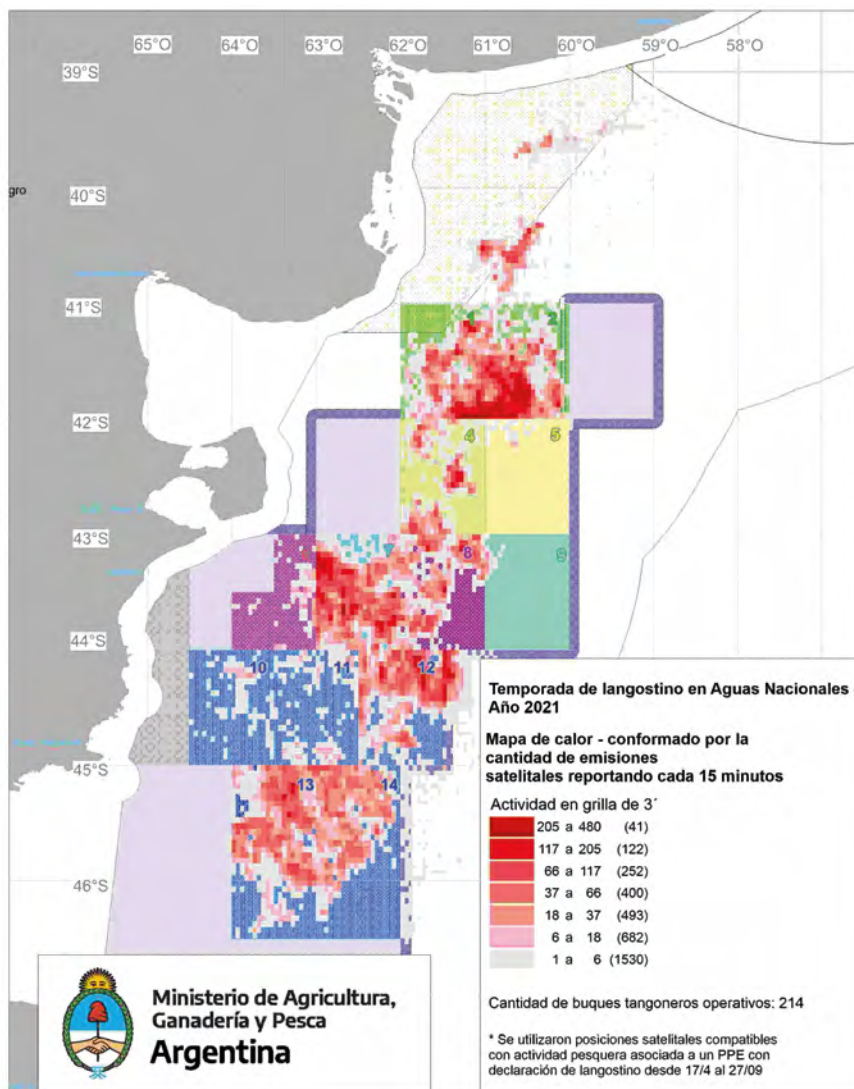 65°O 64°O 63°O 62°O 61°O 60°O 59°O 58°O
39°S
gro
40°S
41°S
2
42°S
4 5
43°S
7 8 9
44°S
10 11 12
45°S
13 14
46°S
Temporada de langostino en Aguas Nacionales
Año 2021
Mapa de calor - conformado por la
cantidad de emisiones
satelitales reportando cada 15 minutos
Actividad en grilla de 3´
205 a 480 (41)
117 a 205 (122)
66 a 117 (252)
37 a 66 (400)
18 a 37 (493)
6 a 18 (682)
1 a 6 (1530)
Cantidad de buques tangoneros operativos: 214
* Se utilizaron posiciones satelitales compatibles
con actividad pesquera asociada a un PPE con
declaración de langostino desde 17/4 al 27/09
Ministerio de Agricultura,
Ganadería y Pesca
Argentina